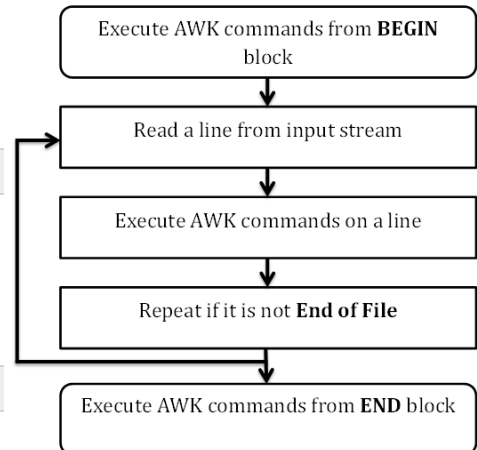 Execute AWK commands from BEGIN
block
Read a line from input stream
Execute AWK commands on a line
Repeat if it is not End of File
Execute AWK commands from END block